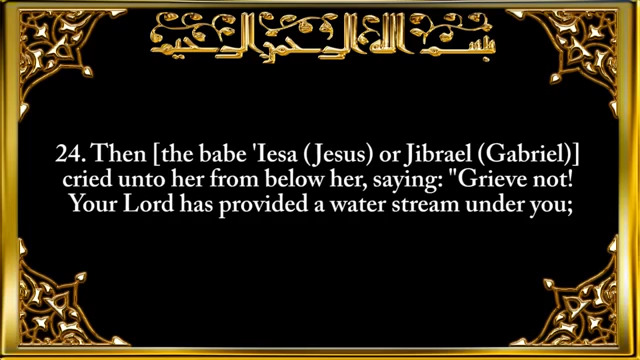 بسم الله الرحمن الرحيم
24. Then [the babe 'Iesa (Jesus) or Jibrael (Gabriel)]
cried unto her from below her, saying: "Grieve not!
Your Lord has provided a water stream under you;